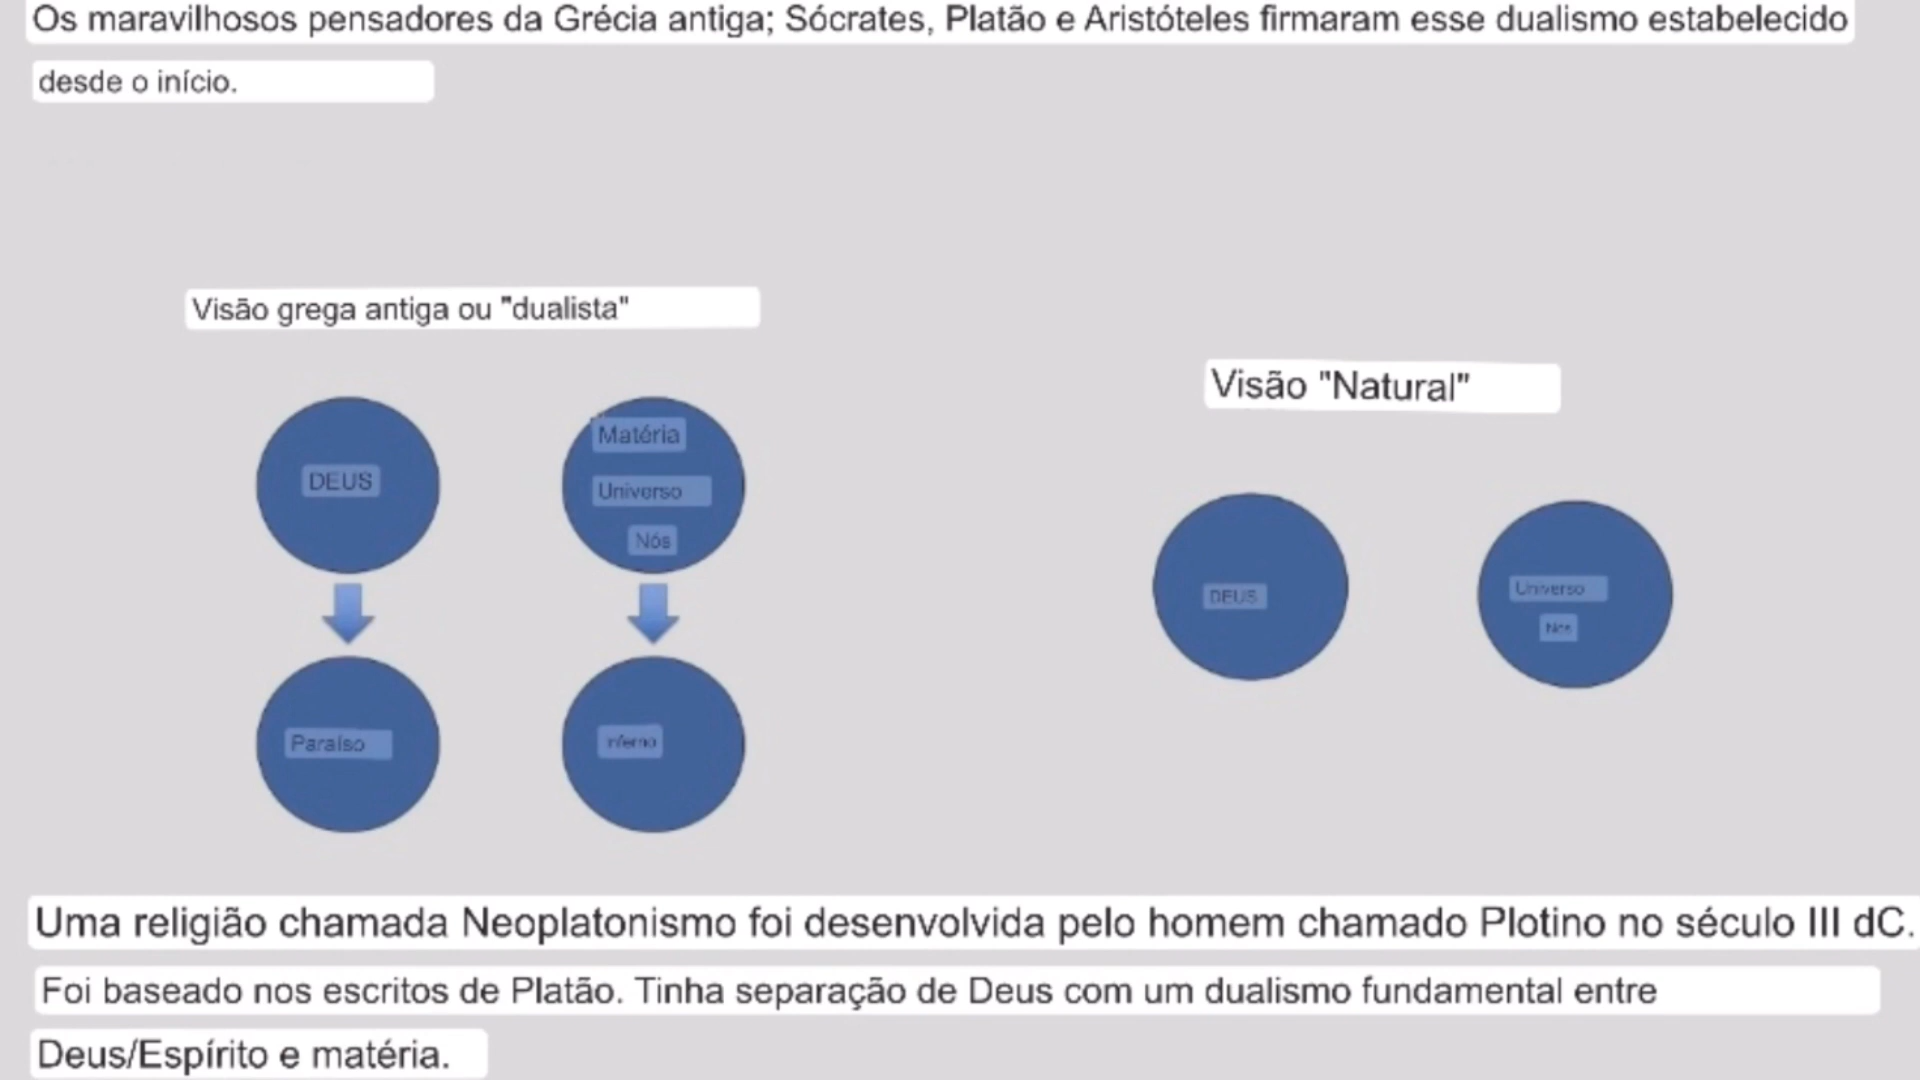 Os maravilhosos pensadores da Grécia antiga; Sócrates, Platão e Aristóteles firmaram esse dualismo estabelecido
desde o início.
Visão grega antiga ou "dualista"
DEUS
Matéria
Universo
Nós
Paraíso
Inferno
Visão "Natural"
DEUS
Universo
Nós
Uma religião chamada Neoplatonismo foi desenvolvida pelo homem chamado Plotino no século III dC.
Foi baseado nos escritos de Platão. Tinha separação de Deus com um dualismo fundamental entre
Deus/Espírito e matéria.